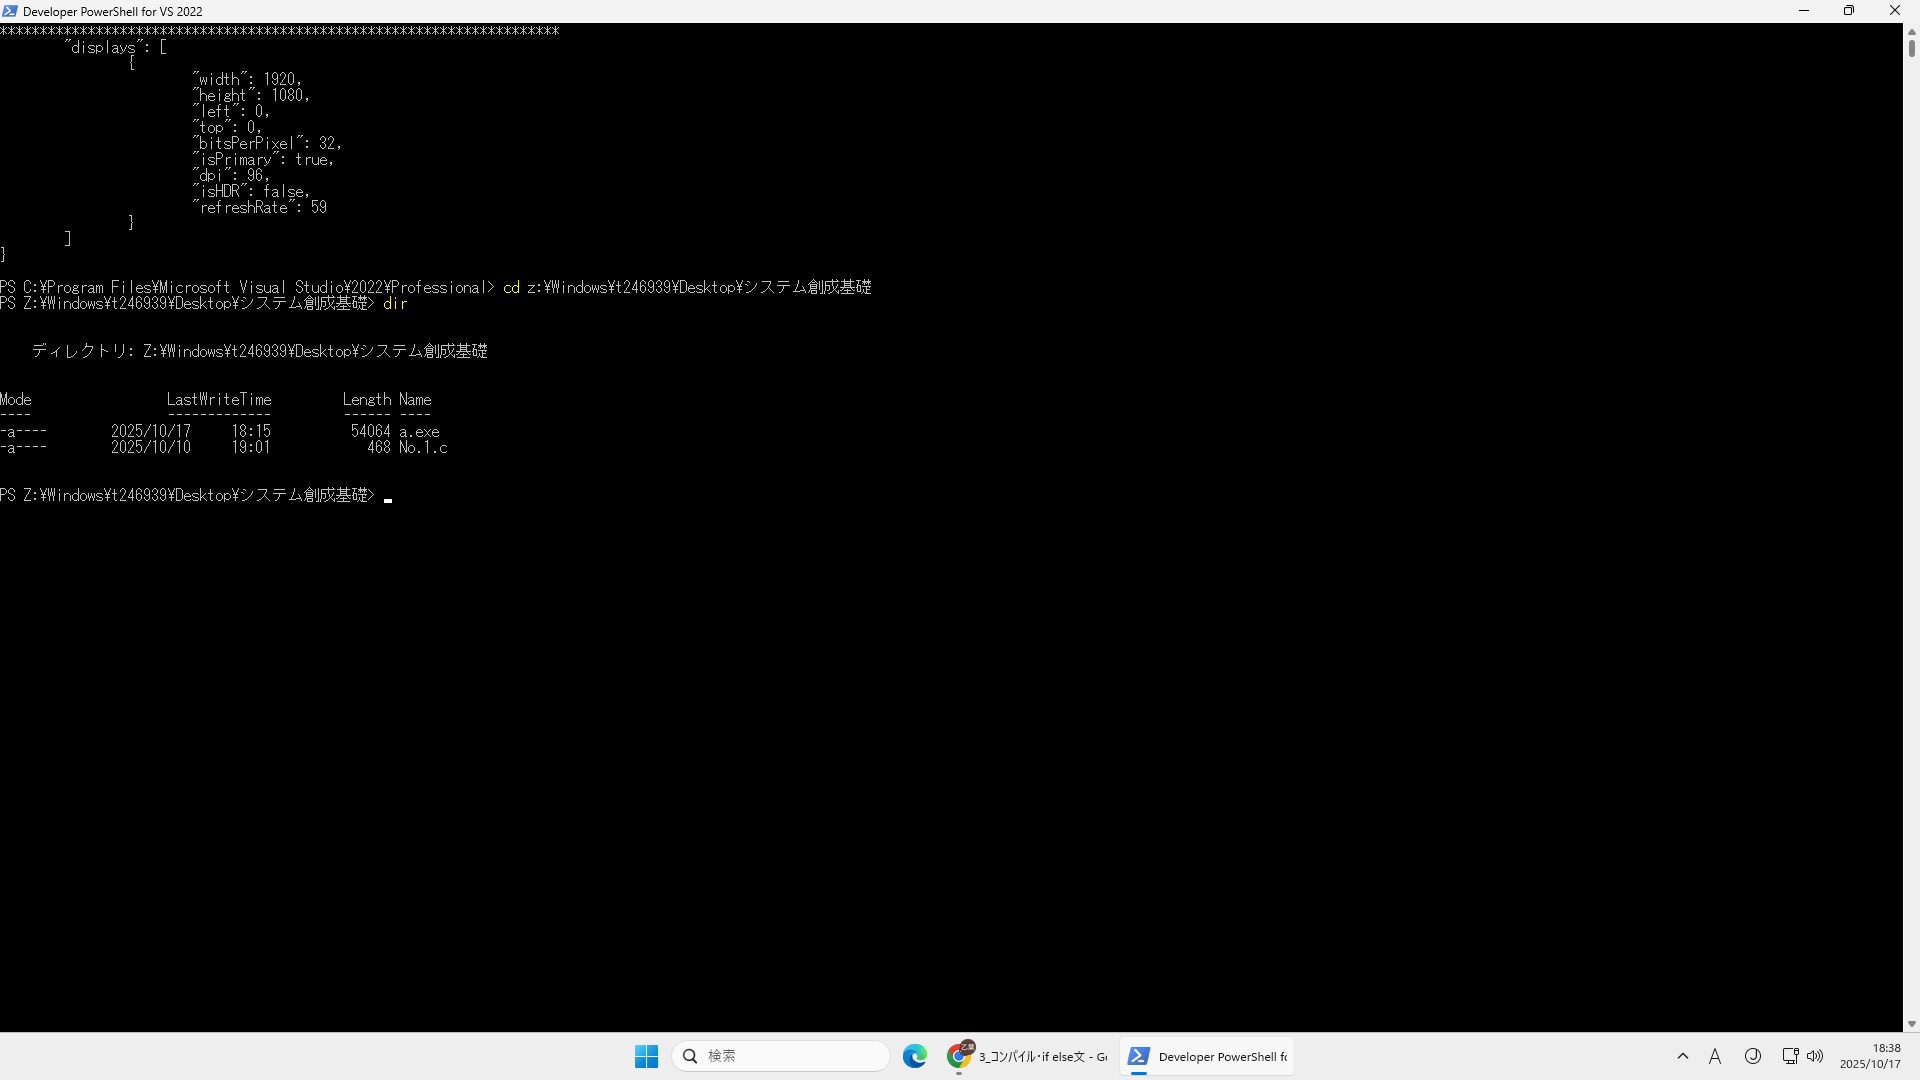 Developer PowerShell for VS 2022
**********************************************************************
"displays": [
{
"width": 1920,
"height": 1080,
"left": 0,
"top": 0,
"bitsPerPixel": 32,
"isPrimary": true,
"dpi": 96,
"isHDR": false,
"refreshRate": 59
}
]
}
PS C:¥Program Files¥Microsoft Visual Studio¥2022¥Professional> cd z:¥Windows¥t246939¥Desktop¥システム創成基礎
PS Z:¥Windows¥t246939¥Desktop¥システム創成基礎> dir
ディレクトリ: Z:¥Windows¥t246939¥Desktop¥システム創成基礎
Mode LastWriteTime Length Name
---- ------------- ------ ----
-a---- 2025/10/17 18:15 54064 a.exe
-a---- 2025/10/10 19:01 468 No.1.c
PS Z:¥Windows¥t246939¥Desktop¥システム創成基礎>
検索
乙葉
3_コンパイル・if else文 - Go
Developer PowerShell fo
A
18:38
2025/10/17